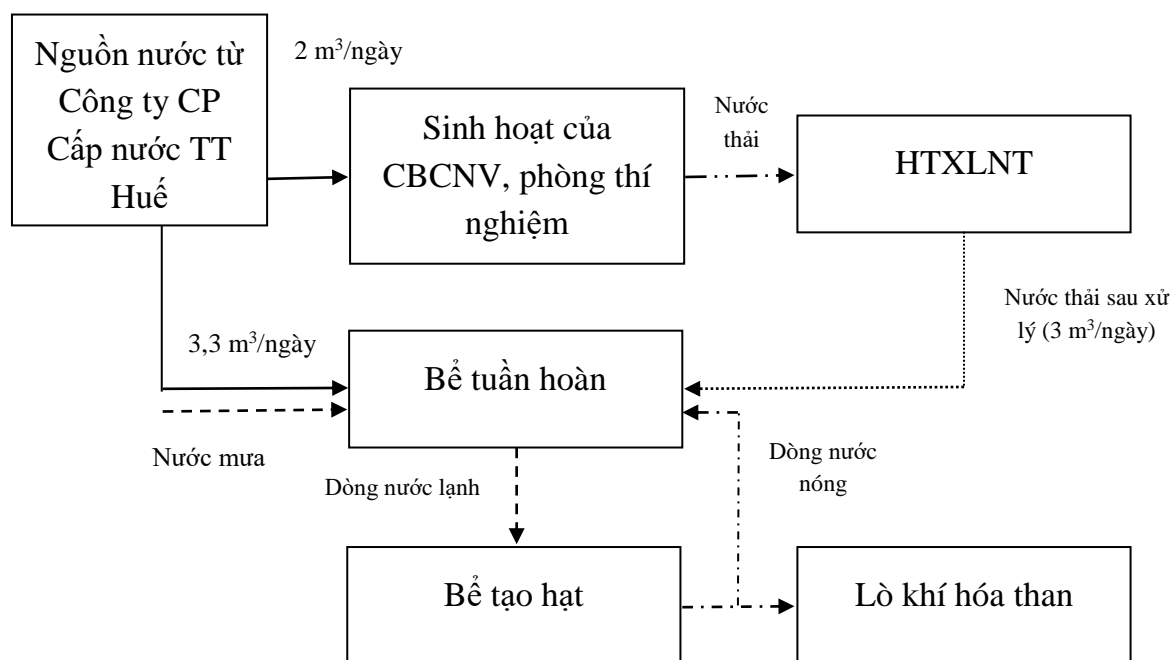 Nguồn nước từ
Công ty CP
Cấp nước TT
Huế
2 m³/ngày
Sinh hoạt của
CBCNV, phòng thí
nghiệm
Nước
thải
HTXLNT
Nước thải sau xử
lý (3 m³/ngày)
3,3 m³/ngày
Bể tuần hoàn
Nước mưa
Dòng nước lạnh
Dòng nước
nóng
Bể tạo hạt
Lò khí hóa than